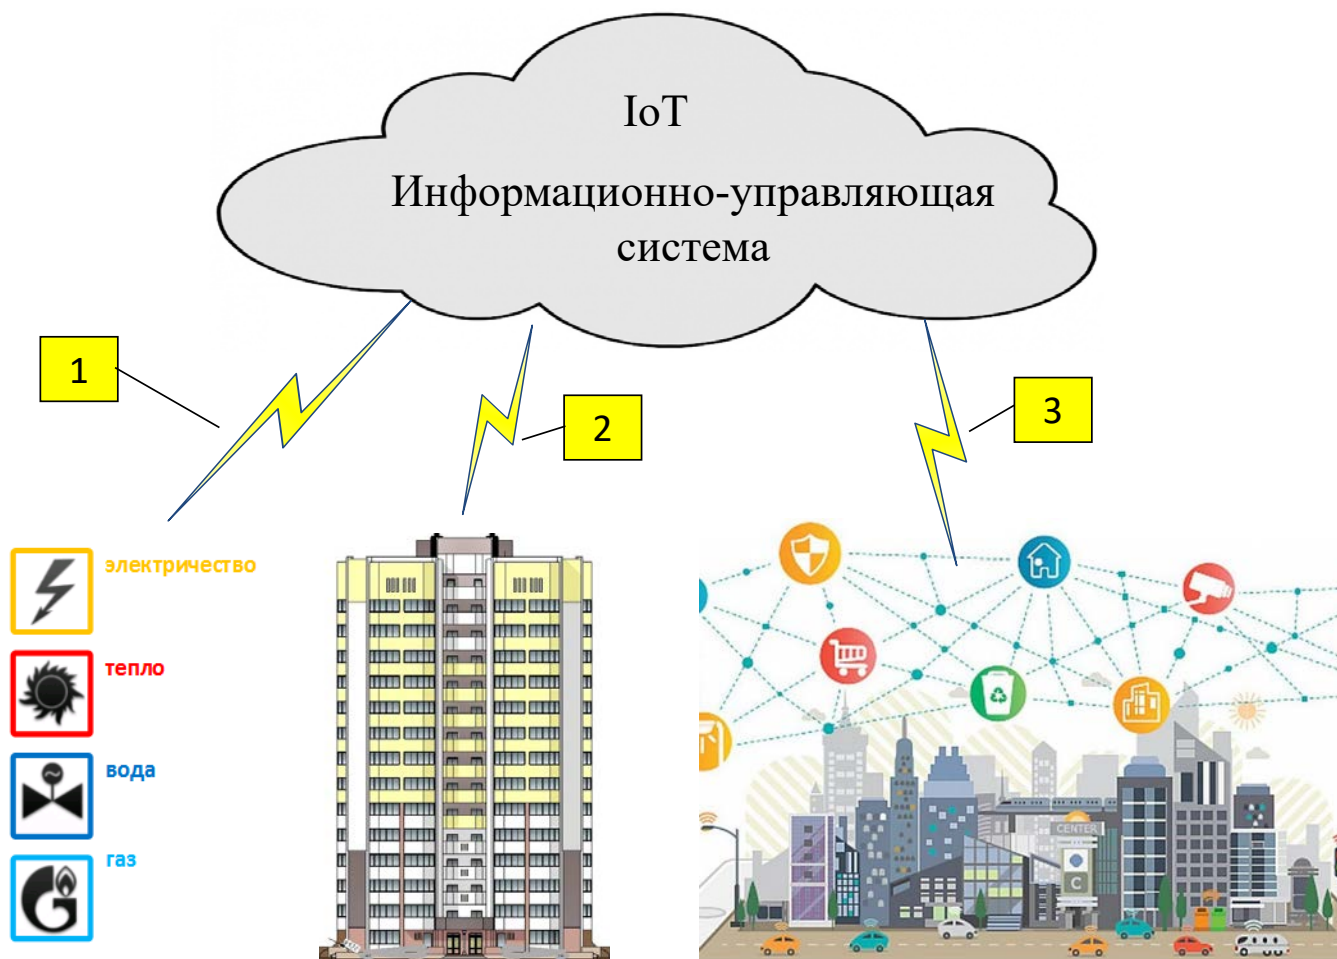 IoT
Информационно-управляющая
система
1
2
3
электричество
тепло
вода
газ
CENTER
C